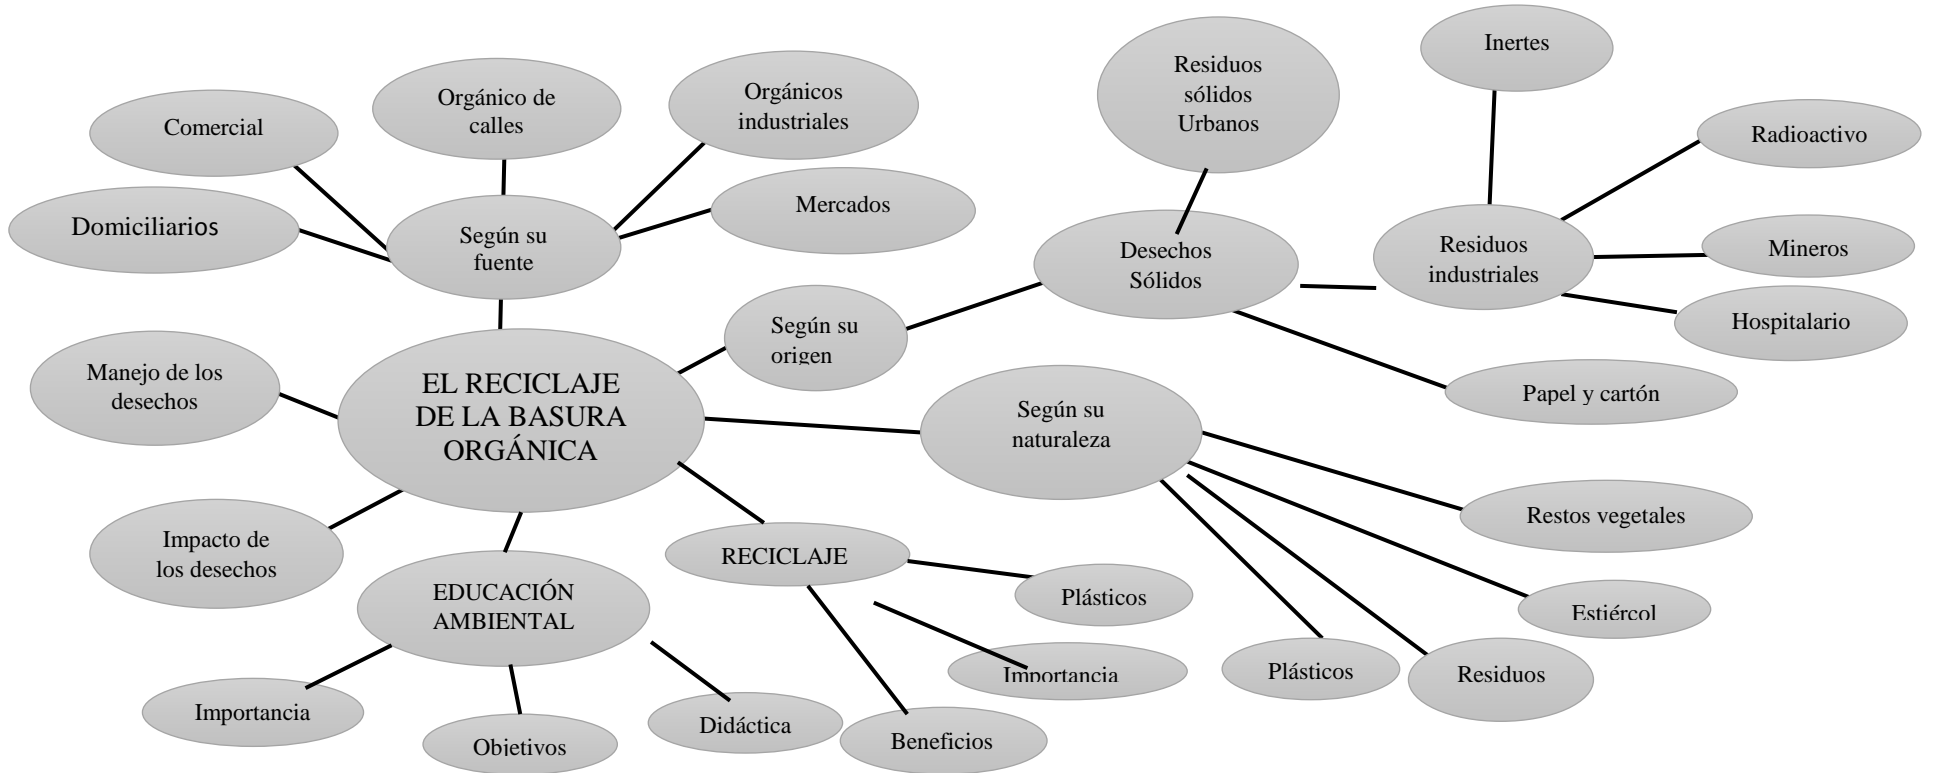 Inertes
Residuos
sólidos
Urbanos
Orgánico de
calles
Orgánicos
industriales
Comercial
Radioactivo
Mercados
Domiciliarios
Según su
fuente
Desechos
Sólidos
Residuos
industriales
Mineros
Según su
origen
Hospitalario
Manejo de los
desechos
EL RECICLAJE
DE LA BASURA
ORGÁNICA
Papel y cartón
Según su
naturaleza
Restos vegetales
Impacto de
los desechos
RECICLAJE
EDUCACIÓN
AMBIENTAL
Plásticos
Estiércol
Importancia
Plásticos
Residuos
Importancia
Objetivos
Didáctica
Beneficios